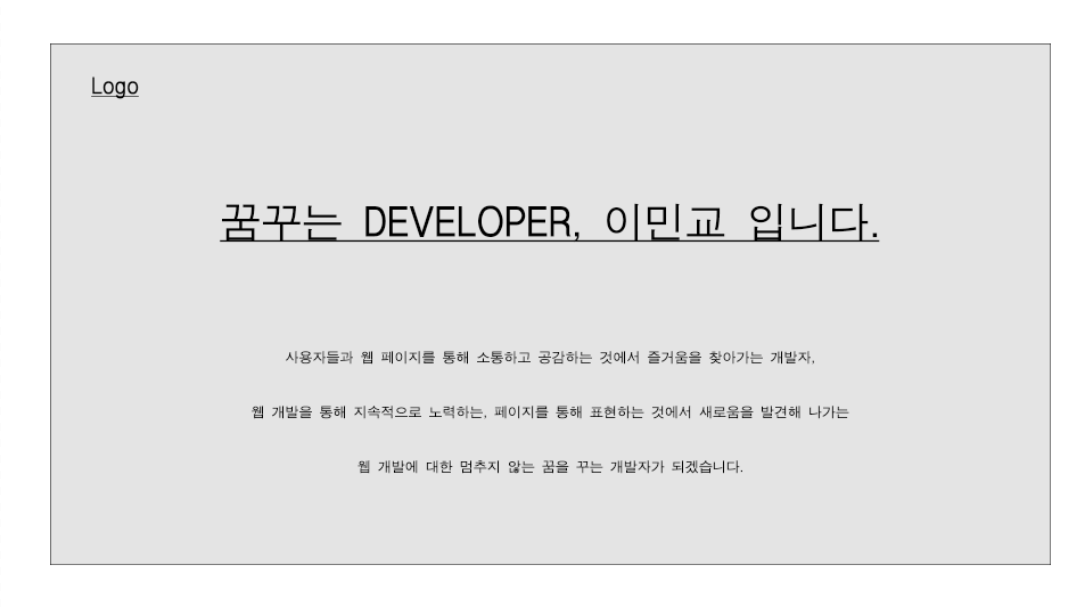 Logo
꿈꾸는 DEVELOPER, 이민교 입니다.
사용자들과 웹 페이지를 통해 소통하고 공감하는 것에서 즐거움을 찾아가는 개발자,
웹 개발을 통해 지속적으로 노력하는, 페이지를 통해 표현하는 것에서 새로움을 발견해 나가는
웹 개발에 대한 멈추지 않는 꿈을 꾸는 개발자가 되겠습니다.